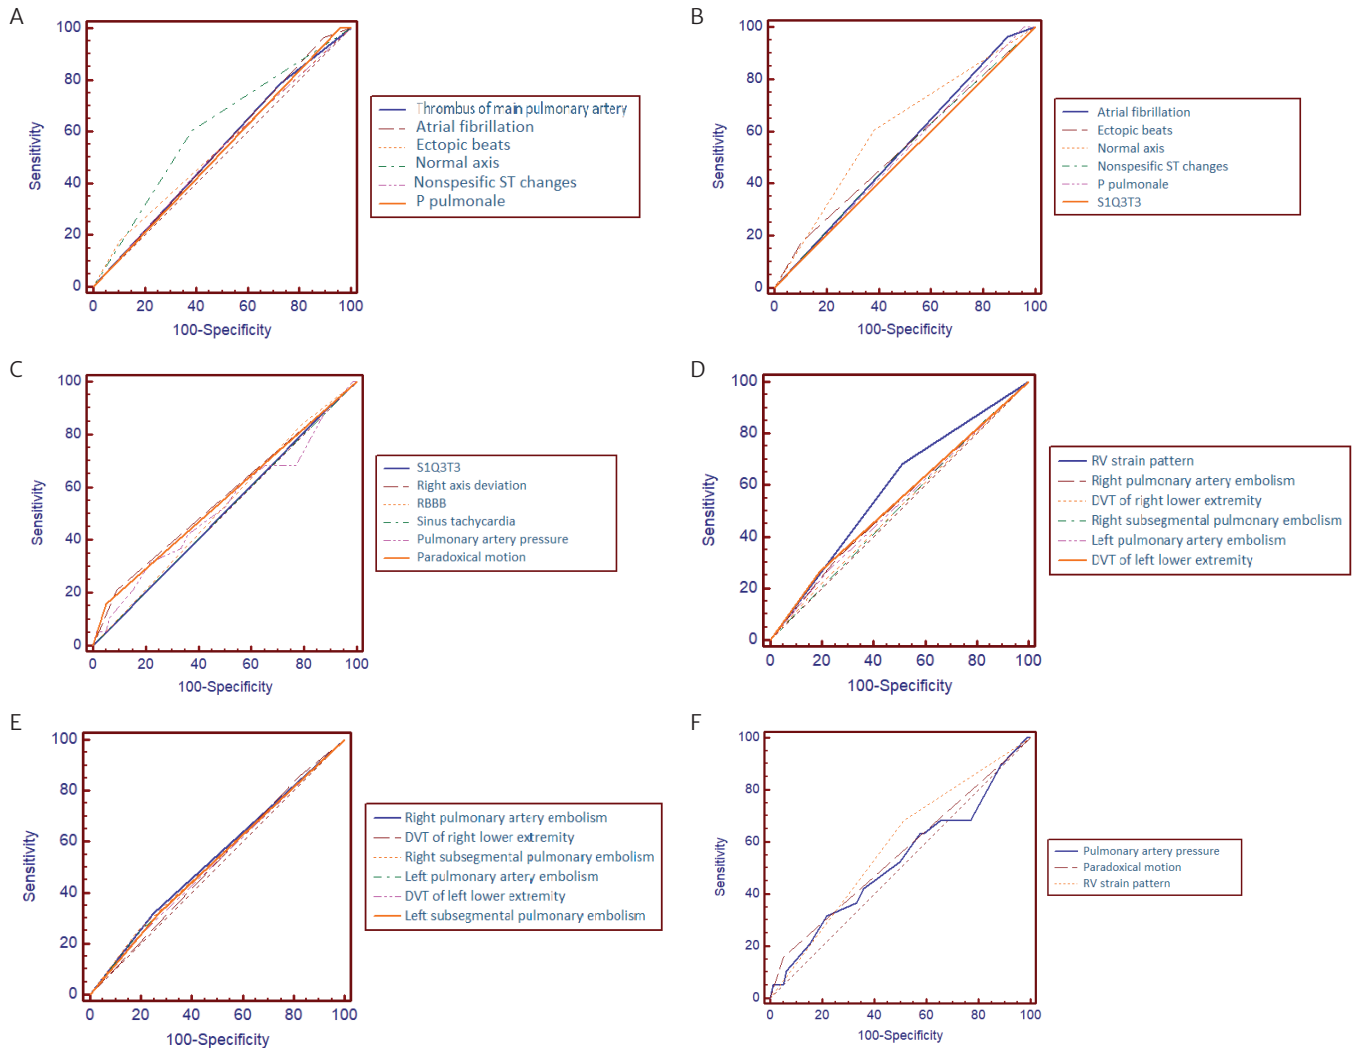 A
100
80
60
40
20
0
Sensitivity
0 20 40 60 80 100
100-Specificity
Thrombus of main pulmonary artery
Atrial fibrillation
Ectopic beats
Normal axis
Nonspesific ST changes
P pulmonale
B
100
80
60
40
20
0
Sensitivity
0 20 40 60 80 100
100-Specificity
Atrial fibrillation
Ectopic beats
Normal axis
Nonspesific ST changes
P pulmonale
S1Q3T3
C
100
80
60
40
20
0
Sensitivity
0 20 40 60 80 100
100-Specificity
S1Q3T3
Right axis deviation
RBBB
Sinus tachycardia
Pulmonary artery pressure
Paradoxical motion
D
100
80
60
40
20
0
Sensitivity
0 20 40 60 80 100
100-Specificity
RV strain pattern
Right pulmonary artery embolism
DVT of right lower extremity
Right subsegmental pulmonary embolism
Left pulmonary artery embolism
DVT of left lower extremity
E
100
80
60
40
20
0
Sensitivity
0 20 40 60 80 100
100-Specificity
Right pulmonary artery embolism
DVT of right lower extremity
Right subsegmental pulmonary embolism
Left pulmonary artery embolism
DVT of left lower extremity
Left subsegmental pulmonary embolism
F
100
80
60
40
20
0
Sensitivity
0 20 40 60 80 100
100-Specificity
Pulmonary artery pressure
Paradoxical motion
RV strain pattern